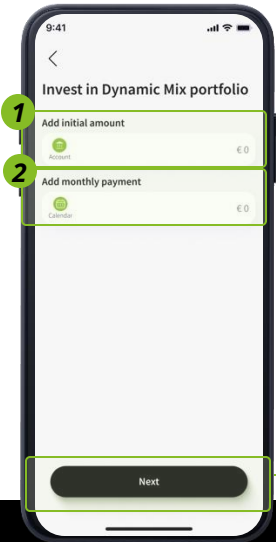 9:41
Invest in Dynamic Mix portfolio
1
Add initial amount
Account
€ 0
2
Add monthly payment
Calendar
€ 0
Next